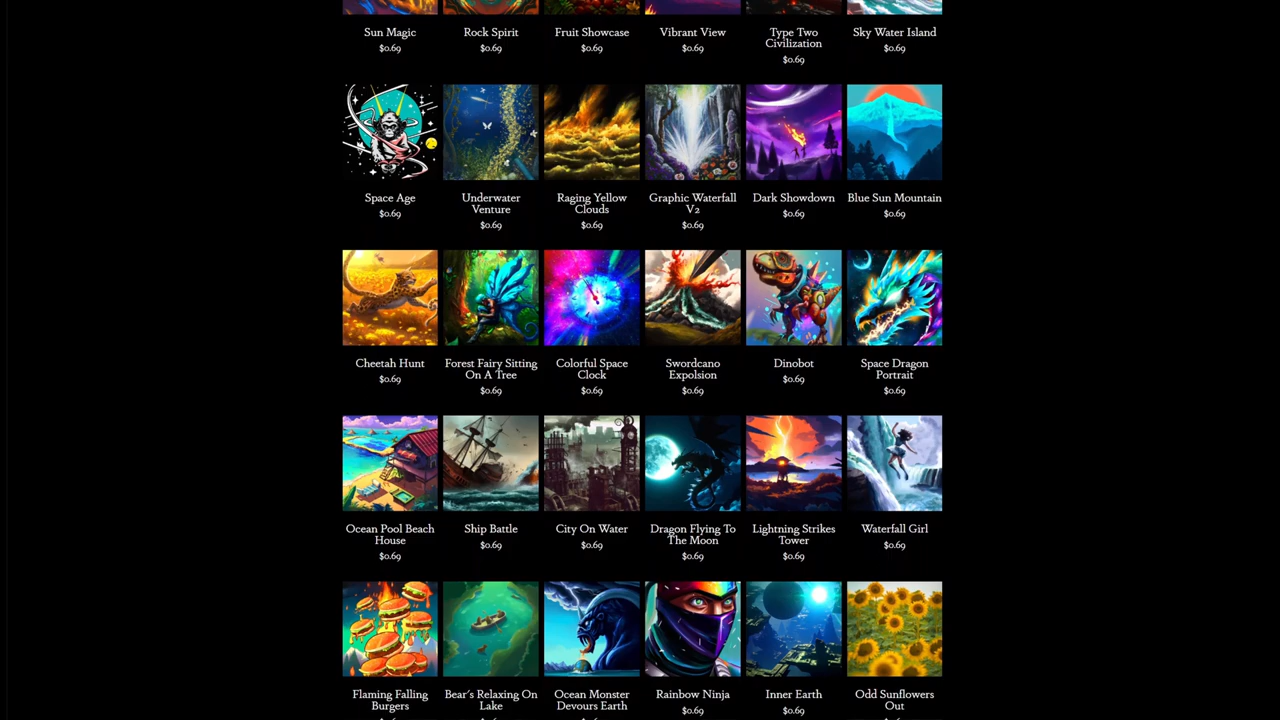 Sun Magic
$0.69
Rock Spirit
$0.69
Fruit Showcase
$0.69
Vibrant View
$0.69
Type Two
Civilization
$0.69
Sky Water Island
$0.69
Space Age
$0.69
Underwater
Venture
$0.69
Raging Yellow
Clouds
$0.69
Graphic Waterfall
V2
$0.69
Dark Showdown
$0.69
Blue Sun Mountain
$0.69
Cheetah Hunt
$0.69
Forest Fairy Sitting
On A Tree
$0.69
Colorful Space
Clock
$0.69
Swordcano
Expolsion
$0.69
Dinobot
$0.69
Space Dragon
Portrait
$0.69
Ocean Pool Beach
House
$0.69
Ship Battle
$0.69
City On Water
$0.69
Dragon Flying To
The Moon
$0.69
Lightning Strikes
Tower
$0.69
Waterfall Girl
$0.69
Flaming Falling
Burgers
Bear's Relaxing On
Lake
Ocean Monster
Devours Earth
Rainbow Ninja
$0.69
Inner Earth
$0.69
Odd Sunflowers
Out